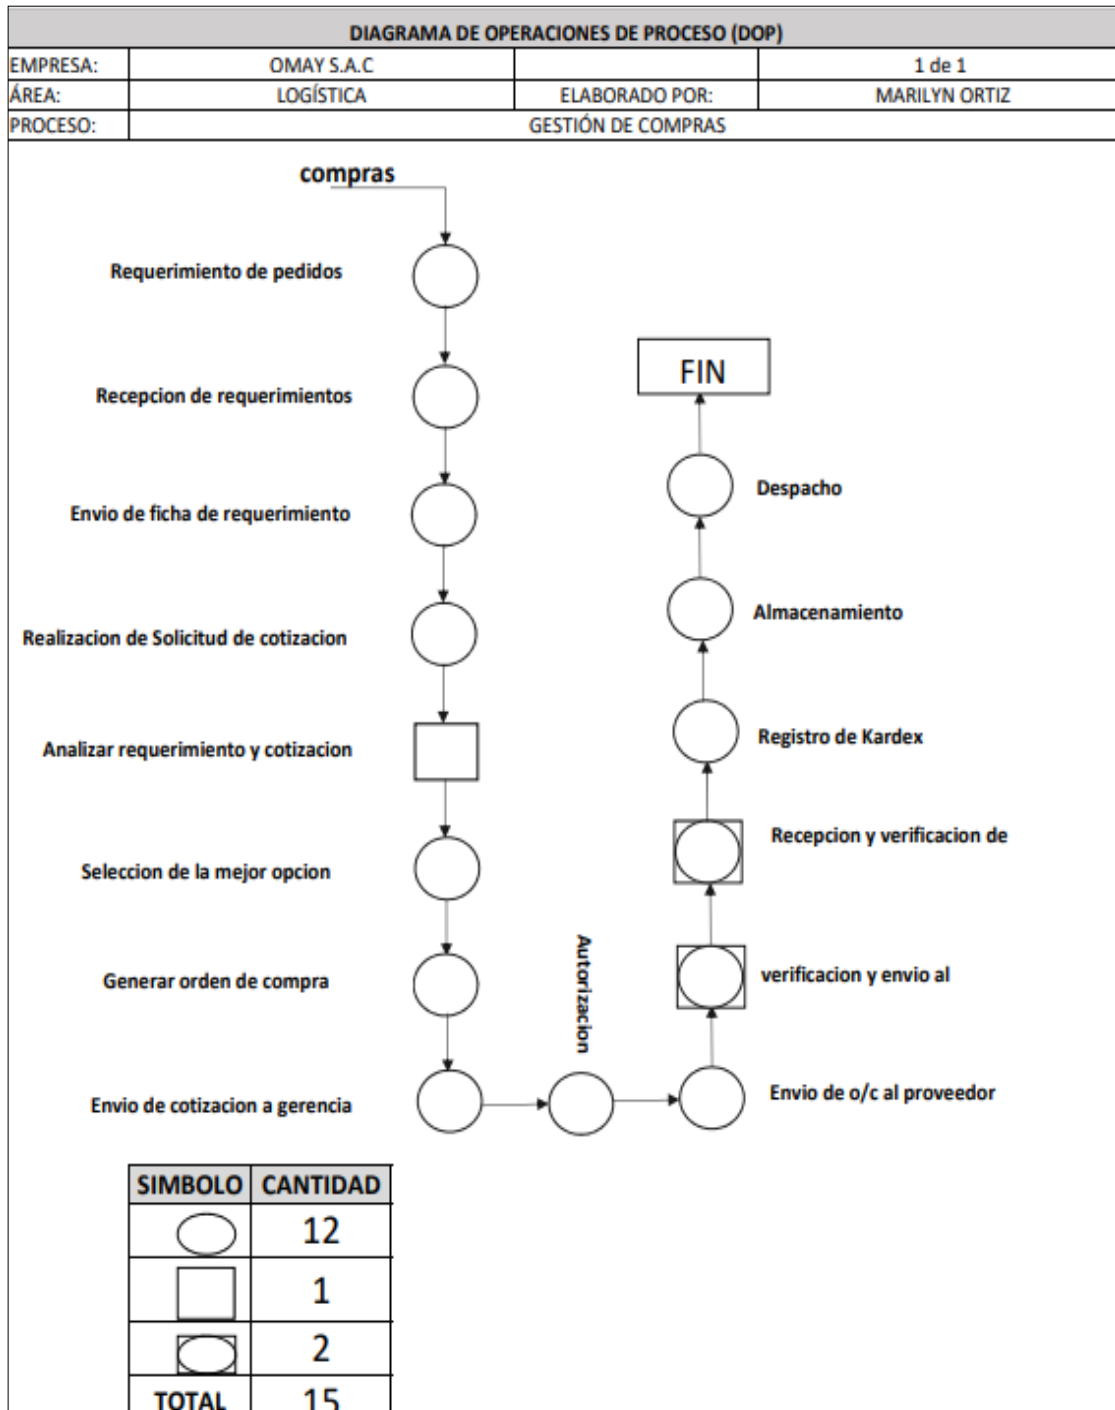 DIAGRAMA DE OPERACIONES DE PROCESO (DOP)
EMPRESA: OMAY S.A.C 1 de 1
ÁREA: LOGÍSTICA ELABORADO POR: MARILYN ORTIZ
PROCESO: GESTIÓN DE COMPRAS
compras
Requerimiento de pedidos
Recepcion de requerimientos
Envio de ficha de requerimiento
Realizacion de Solicitud de cotizacion
Analizar requerimiento y cotizacion
Seleccion de la mejor opcion
Generar orden de compra
Envio de cotizacion a gerencia
Autorizacion
Envio de o/c al proveedor
verificacion y envio al
Recepcion y verificacion de
Registro de Kardex
Almacenamiento
Despacho
FIN
SIMBOLO CANTIDAD
12
1
2
TOTAL 15